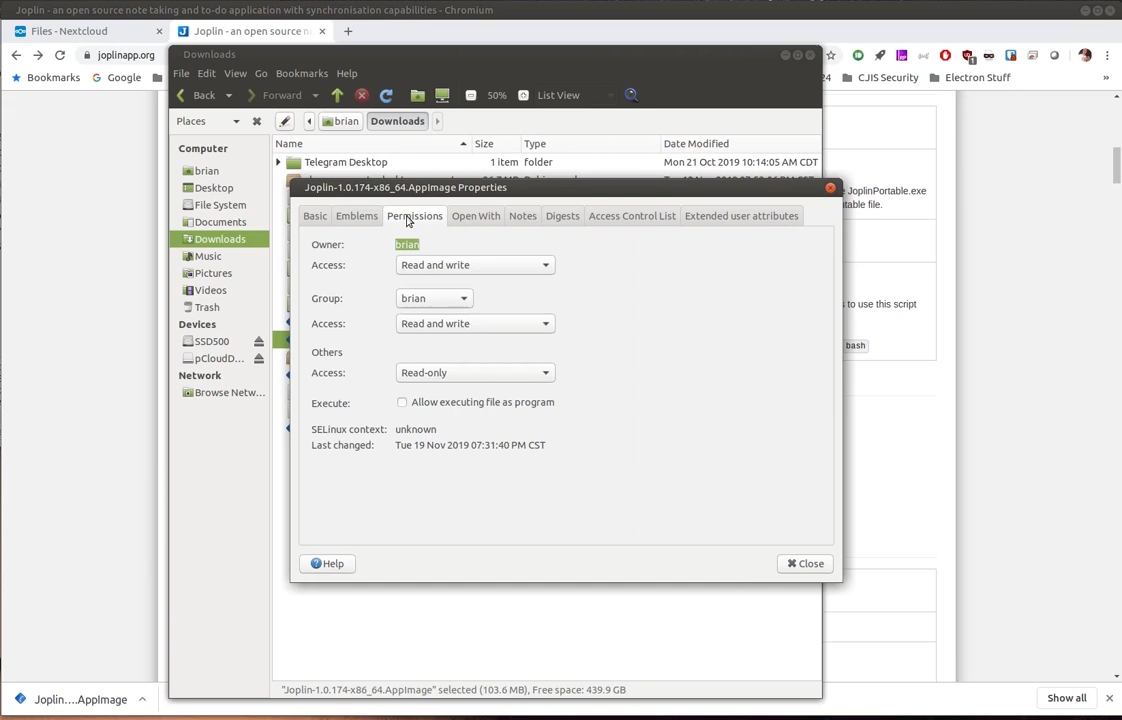 Joplin - an open source note taking and to-do application with synchronisation capabilities - Chromium
Files - Nextcloud
Joplin - an open source n
joplinapp.org
Bookmarks
Google
24
CJIS Security
Electron Stuff
»
Downloads
File Edit View Go Bookmarks Help
Back
Forward
50%
List View
Places
brian
Downloads
Computer
brian
Desktop
File System
Documents
Downloads
Music
Pictures
Videos
Trash
Devices
SSD500
pCloudD...
Network
Browse Netw...
Name
Size
Type
Date Modified
Telegram Desktop
1 item
folder
Mon 21 Oct 2019 10:14:05 AM CDT
Joplin-1.0.174-x86_64.AppImage Properties
Basic
Emblems
Permissions
Open With
Notes
Digests
Access Control List
Extended user attributes
Owner: brian
Access: Read and write
Group: brian
Access: Read and write
Others
Access: Read-only
Execute: Allow executing file as program
SELinux context: unknown
Last changed: Tue 19 Nov 2019 07:31:40 PM CST
Help
Close
JoplinPortable.exe
table file.
s to use this script
bash
"Joplin-1.0.174-x86_64.AppImage" selected (103.6 MB), Free space: 439.9 GB
Joplin....AppImage
Show all